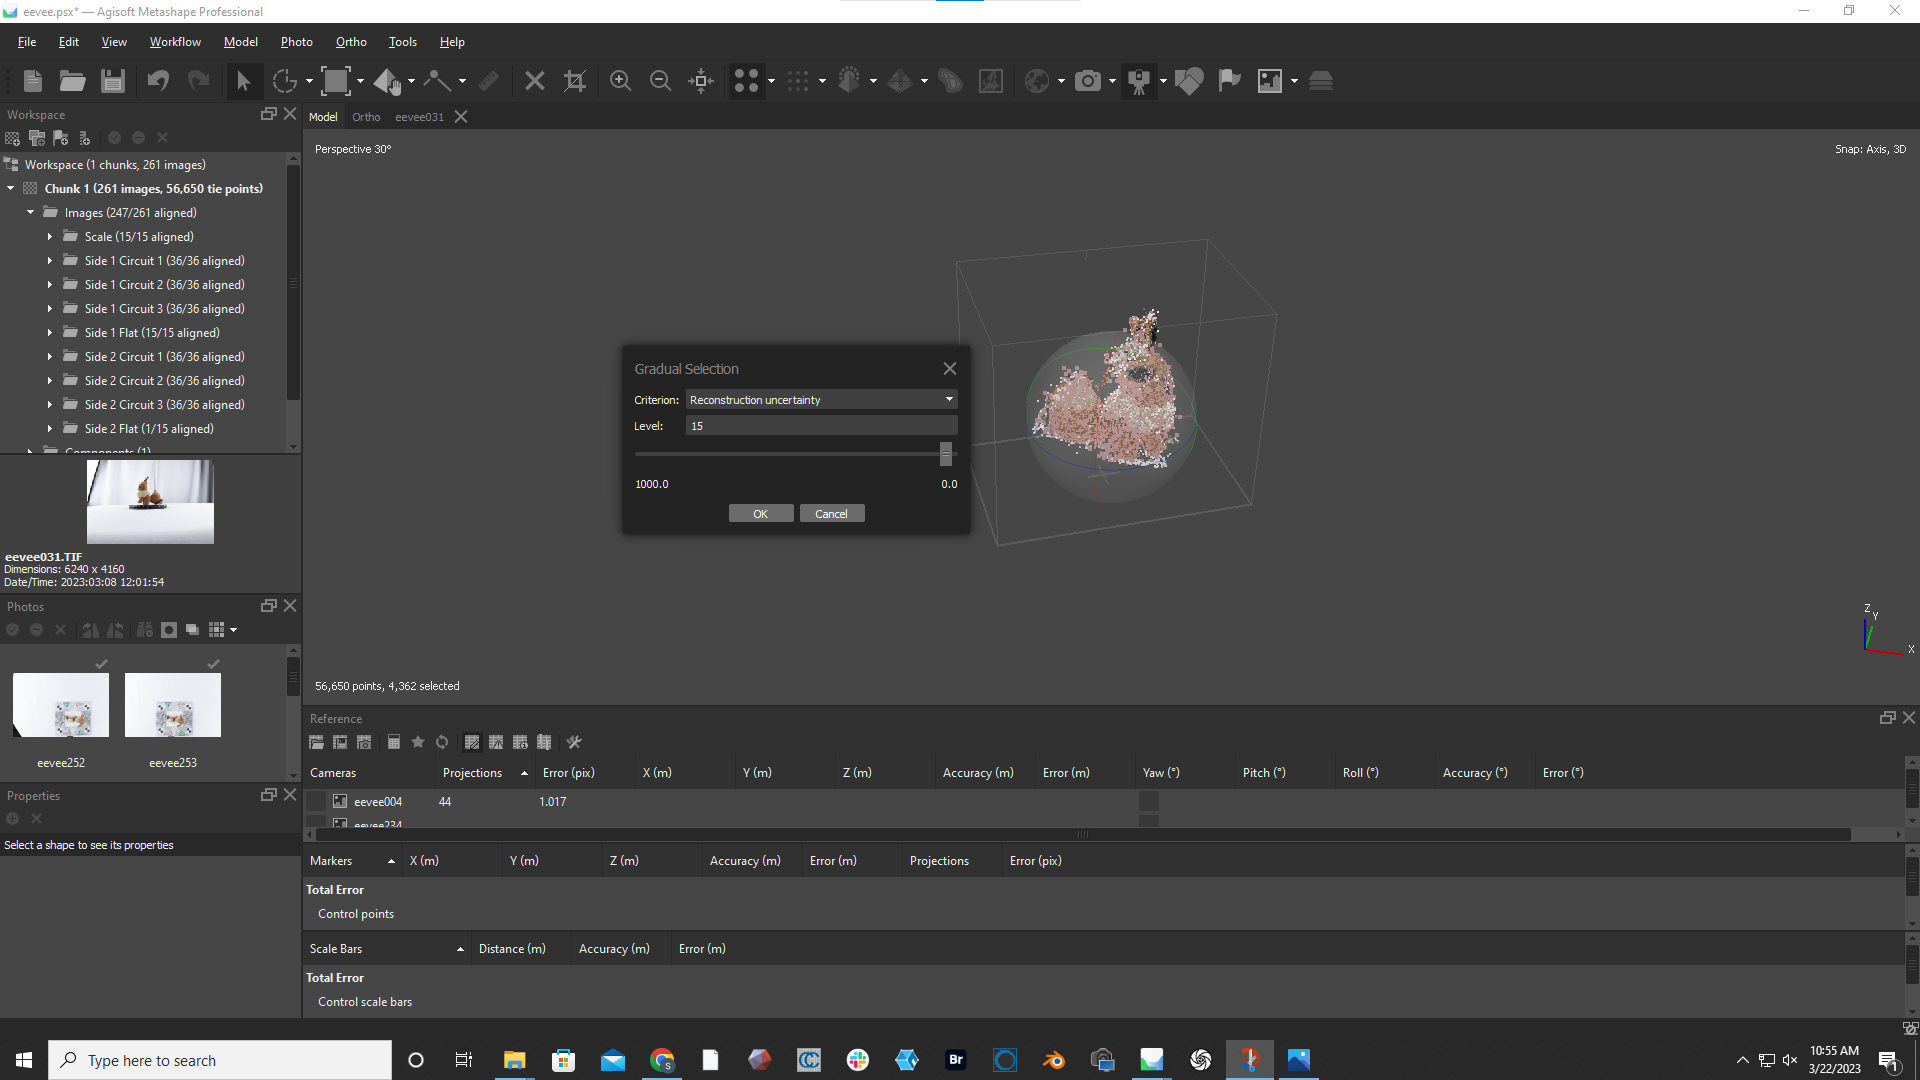 eevee.psx* — Agisoft Metashape Professional
File Edit View Workflow Model Photo Ortho Tools Help
Workspace
Model Ortho eevee031
Perspective 30°
Snap: Axis, 3D
Workspace (1 chunks, 261 images)
Chunk 1 (261 images, 56,650 tie points)
Images (247/261 aligned)
Scale (15/15 aligned)
Side 1 Circuit 1 (36/36 aligned)
Side 1 Circuit 2 (36/36 aligned)
Side 1 Circuit 3 (36/36 aligned)
Side 1 Flat (15/15 aligned)
Side 2 Circuit 1 (36/36 aligned)
Side 2 Circuit 2 (36/36 aligned)
Side 2 Circuit 3 (36/36 aligned)
Side 2 Flat (1/15 aligned)
Components (1)
Gradual Selection
Criterion: Reconstruction uncertainty
Level: 15
1000.0 0.0
OK Cancel
eevee031.TIF
Dimensions: 6240 x 4160
Date/Time: 2023:03:08 12:01:54
Photos
eevee252 eevee253
Properties
Select a shape to see its properties
Z
Y
X
56,650 points, 4,362 selected
Reference
Cameras Projections Error (pix) X (m) Y (m) Z (m) Accuracy (m) Error (m) Yaw (°) Pitch (°) Roll (°) Accuracy (°) Error (°)
eevee004 44 1.017
eevee234
Markers X (m) Y (m) Z (m) Accuracy (m) Error (m) Projections Error (pix)
Total Error
Control points
Scale Bars Distance (m) Accuracy (m) Error (m)
Total Error
Control scale bars
Type here to search
S
Br
10:55 AM
3/22/2023
1